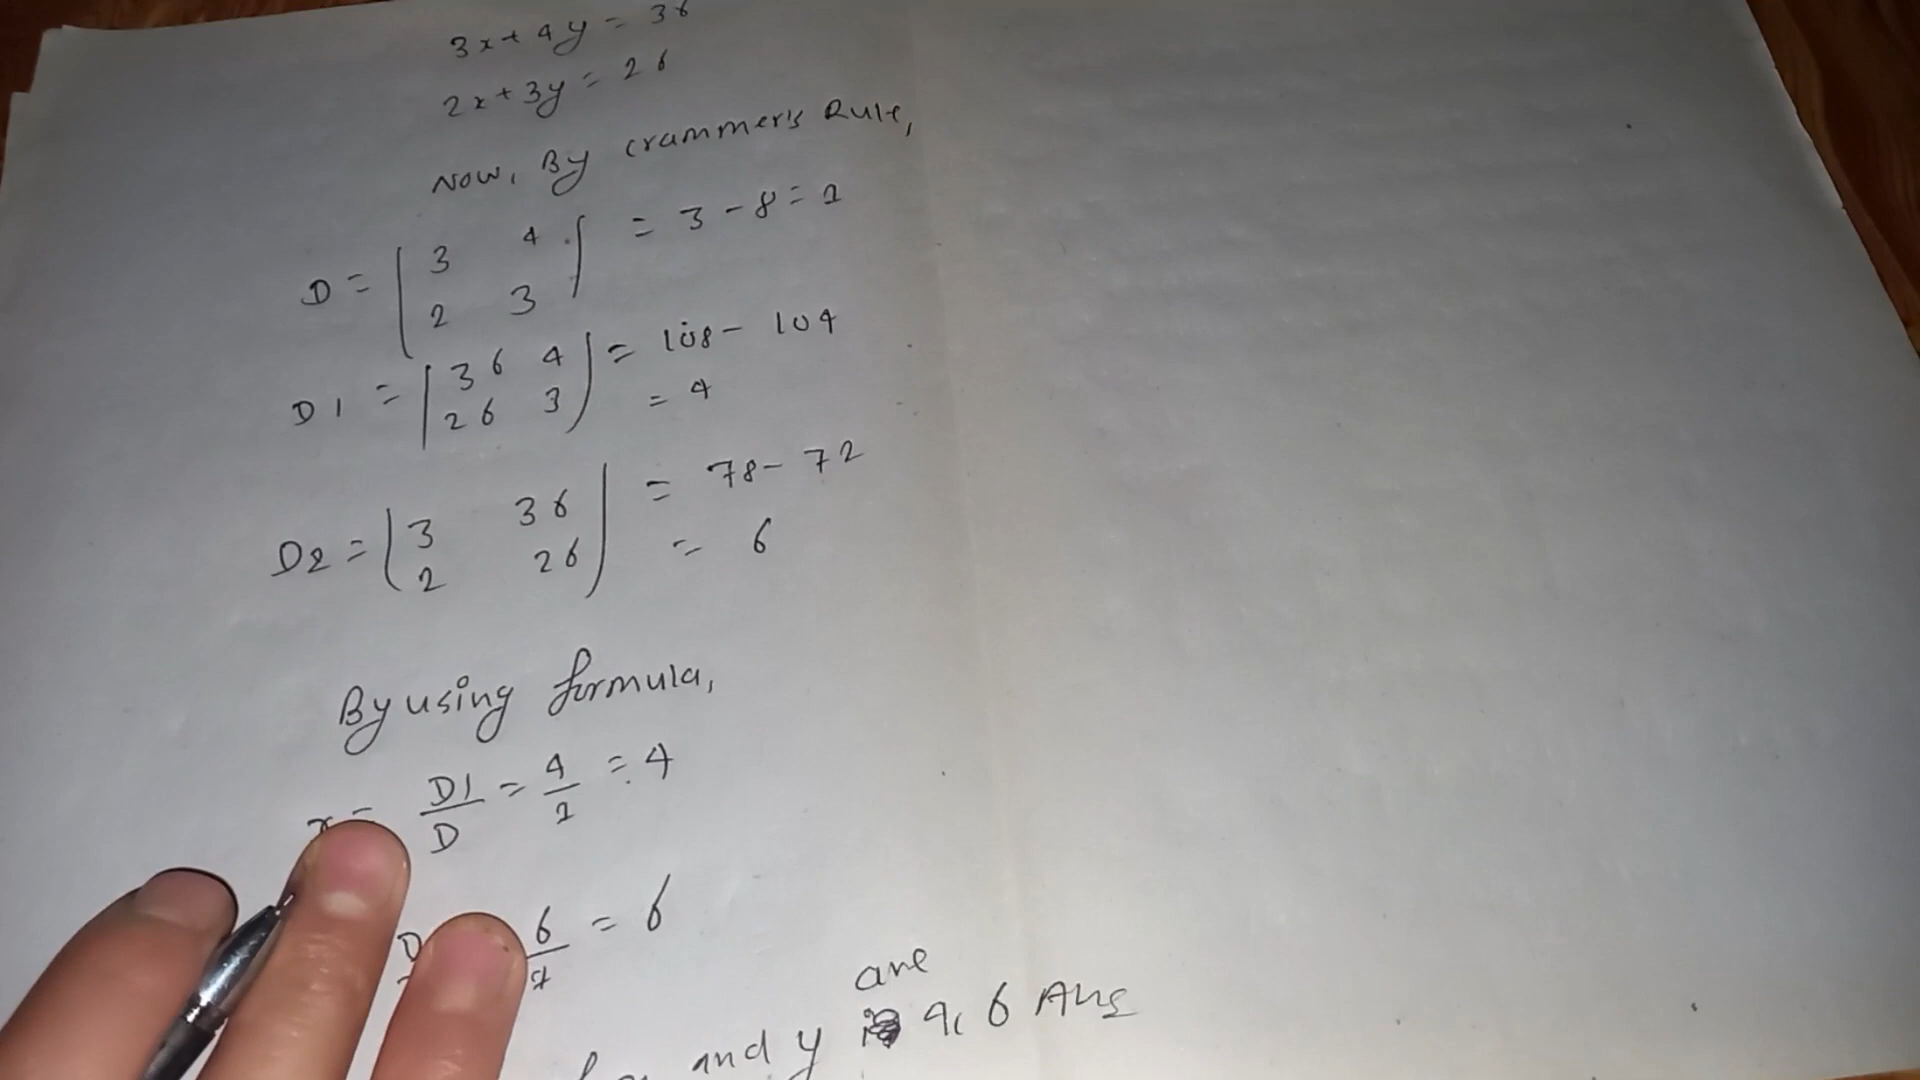 3x+4y = 36
2x+3y = 26
Now, By crammer's Rule,
D = | 3 4 | = 3 - 8 = 1
2 3
D1 = | 36 4 | = 108 - 104
26 3 = 4
D2 = | 3 36 | = 78 - 72
2 26 = 6
By using formula,
x = D1/D = 4/1 = 4
D 6/1 = 6
are
and y is 4, 6 Ans